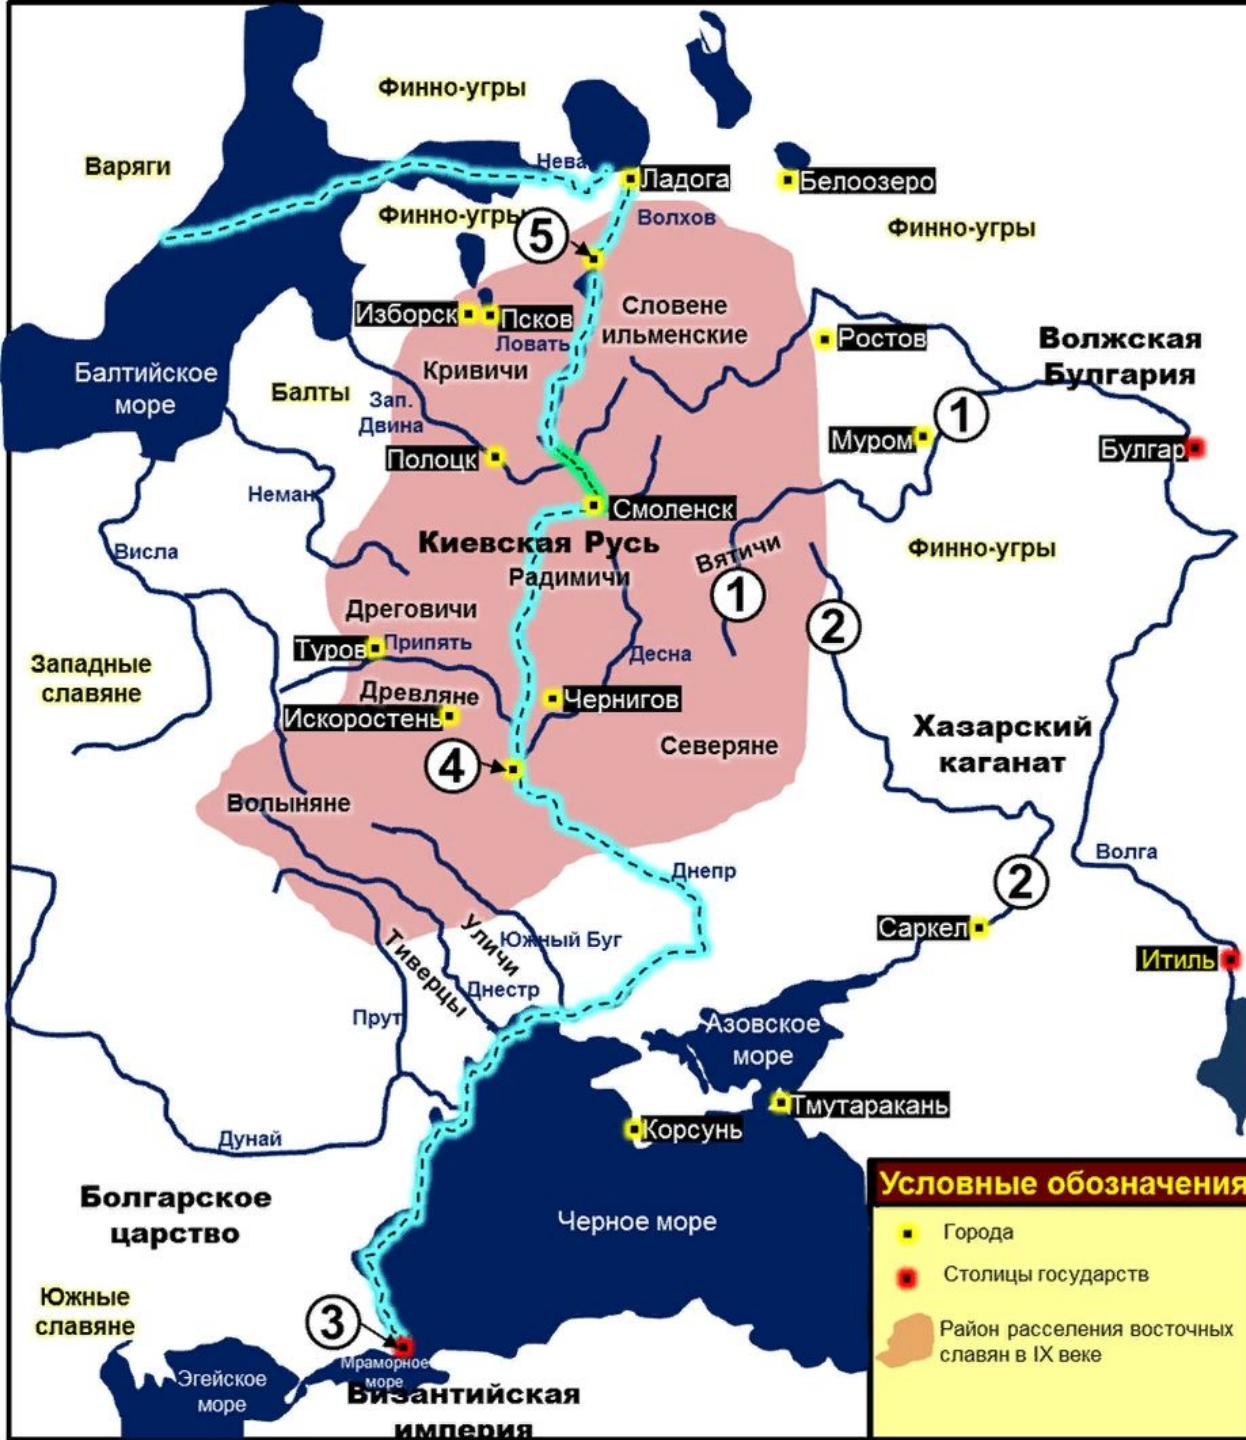 Финно-угры
Варяги
Нева
Ладога
Белоозеро
Финно-угры
Волхов
Финно-угры
5
Словене
ильменские
Изборск
Псков
Ловать
Ростов
Волжская
Булгария
Кривичи
Балтийское
море
Балты
Зап.
Двина
1
Муром
Булгар
Полоцк
Неман
Смоленск
Киевская Русь
Висла
Вятичи
Финно-угры
Радимичи
1
Дреговичи
2
Туров
Припять
Десна
Западные
славяне
Древляне
Чернигов
Искоростень
Северяне
Хазарский
каганат
4
Волыняне
Волга
Днепр
2
Саркел
Уличи
Южный Буг
Тиверцы
Итиль
Днестр
Прут
Азовское
море
Тмутаракань
Корсунь
Дунай
Болгарское
царство
Черное море
Южные
славяне
3
Мраморное
море
Эгейское
море
Византийская
империя
Условные обозначения
Города
Столицы государств
Район расселения восточных
славян в IX веке